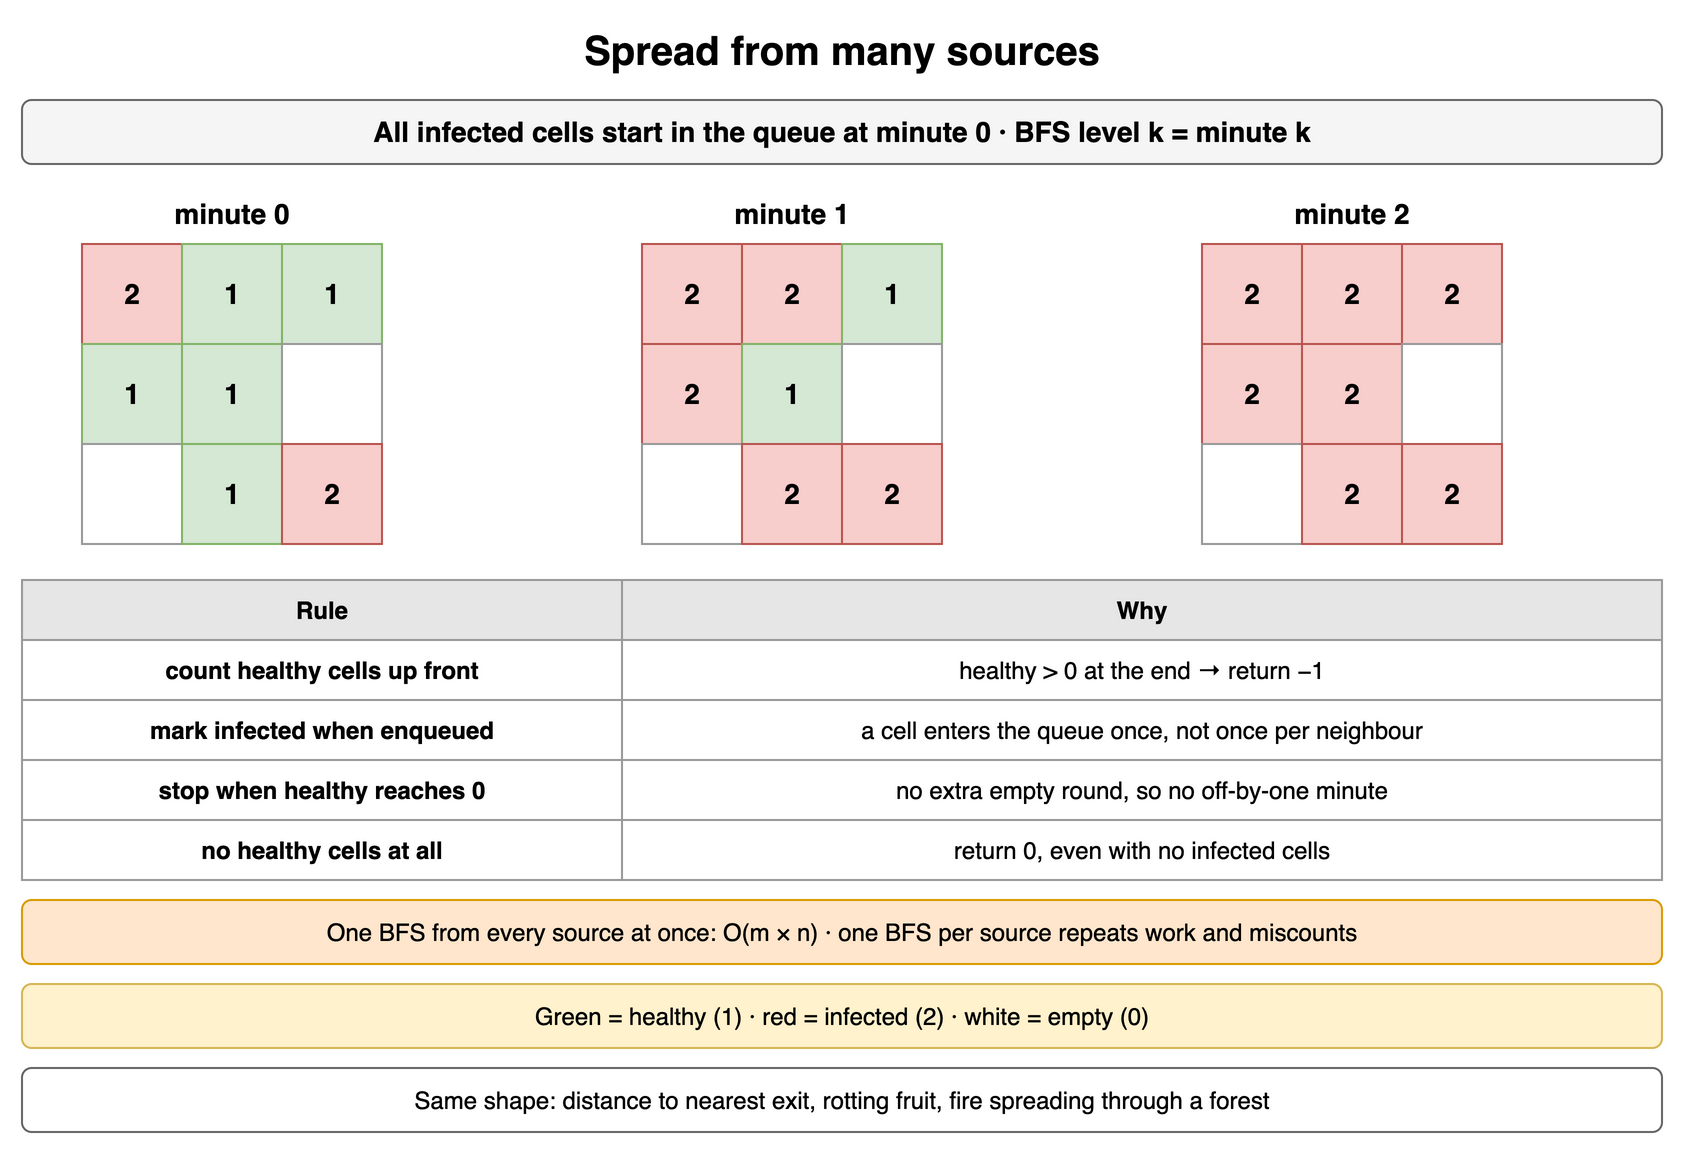 Spread from many sources
All infected cells start in the queue at minute 0 · BFS level k = minute k
minute 0
2 1 1
1 1
1 2
minute 1
2 2 1
2 1
2 2
minute 2
2 2 2
2 2
2 2
Rule Why
count healthy cells up front healthy > 0 at the end → return −1
mark infected when enqueued a cell enters the queue once, not once per neighbour
stop when healthy reaches 0 no extra empty round, so no off-by-one minute
no healthy cells at all return 0, even with no infected cells
One BFS from every source at once: O(m × n) · one BFS per source repeats work and miscounts
Green = healthy (1) · red = infected (2) · white = empty (0)
Same shape: distance to nearest exit, rotting fruit, fire spreading through a forest